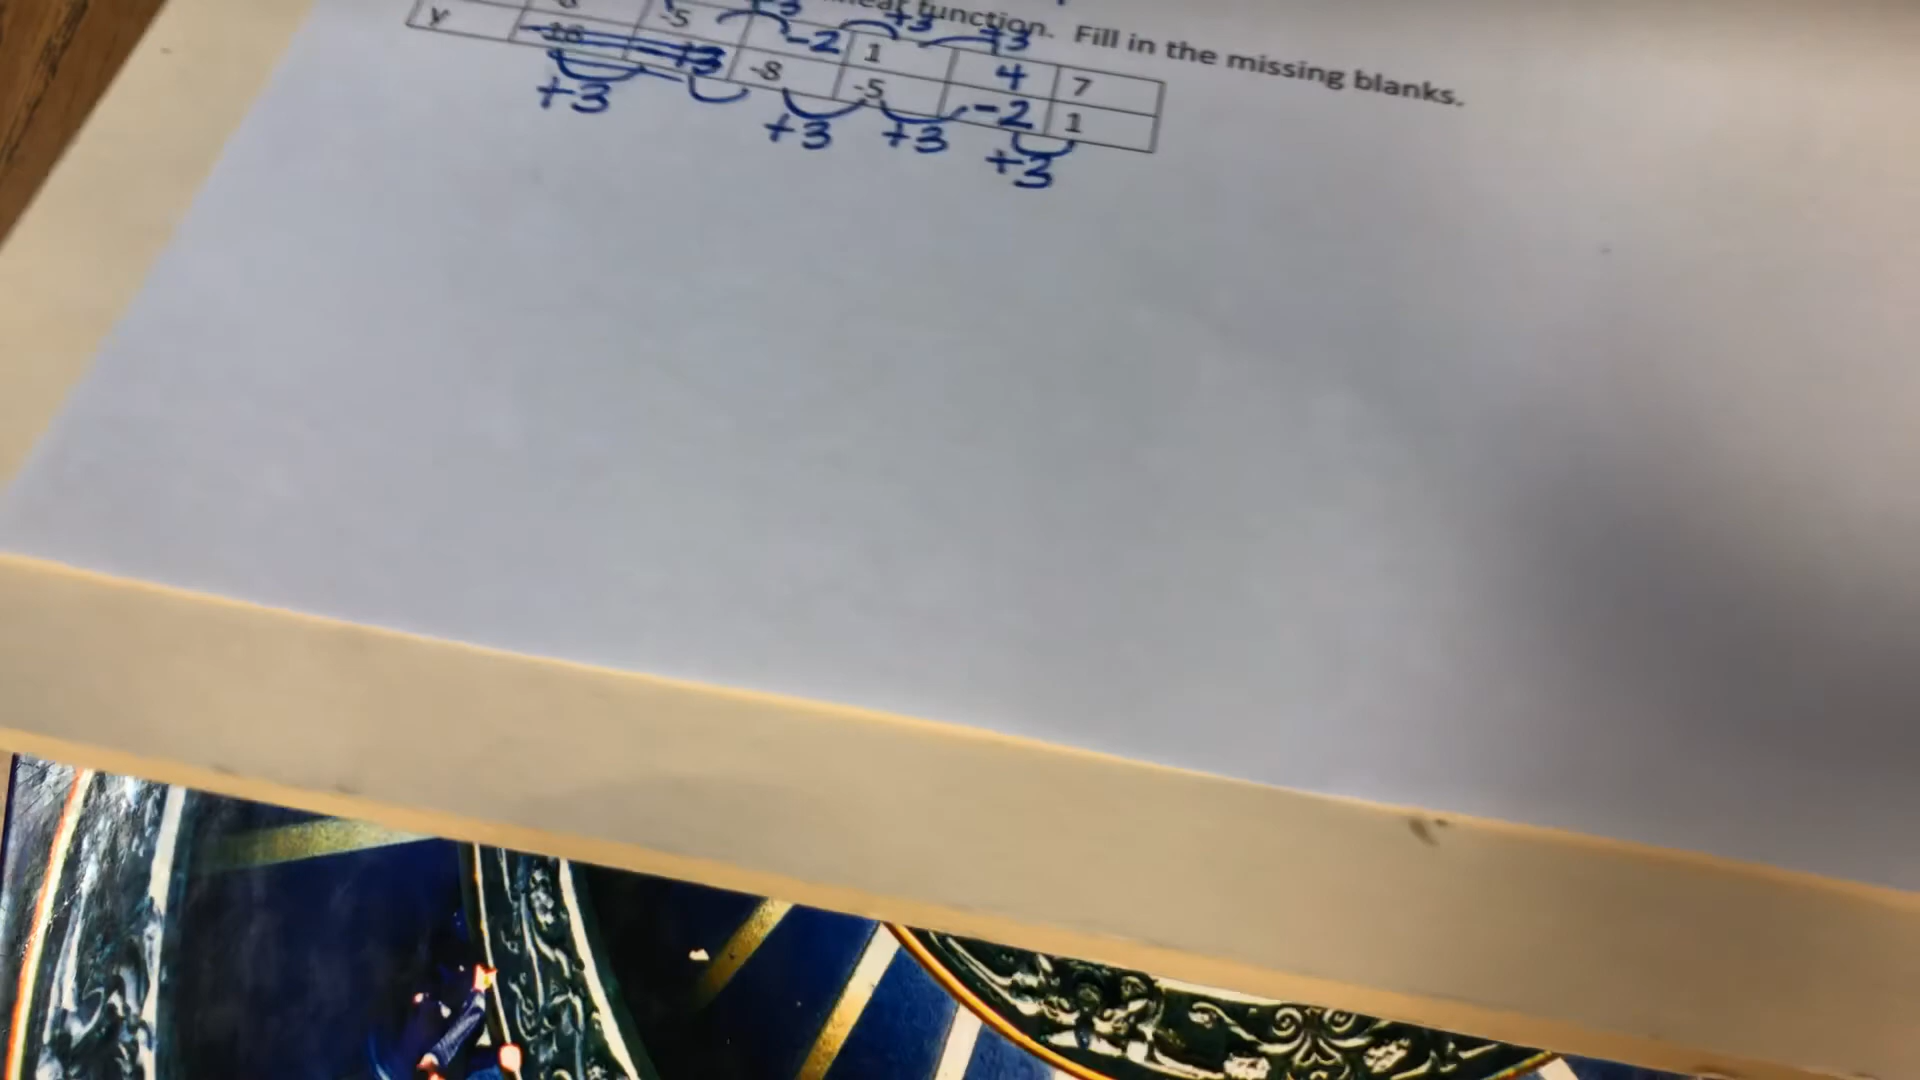 function. Fill in the missing blanks.
+3 +3 +3
-5 -2 1 4 7
y +3 -8 -5 -2 1
+3 +3 +3 +3